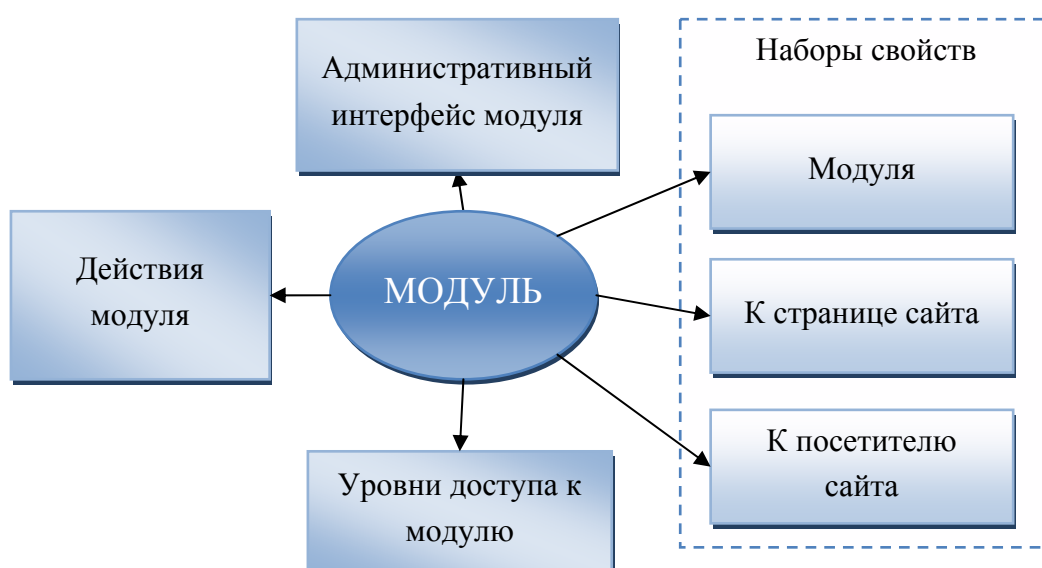 Административный
интерфейс модуля
Наборы свойств
Модуля
Действия
модуля
МОДУЛЬ
К странице сайта
К посетителю
сайта
Уровни доступа к
модулю